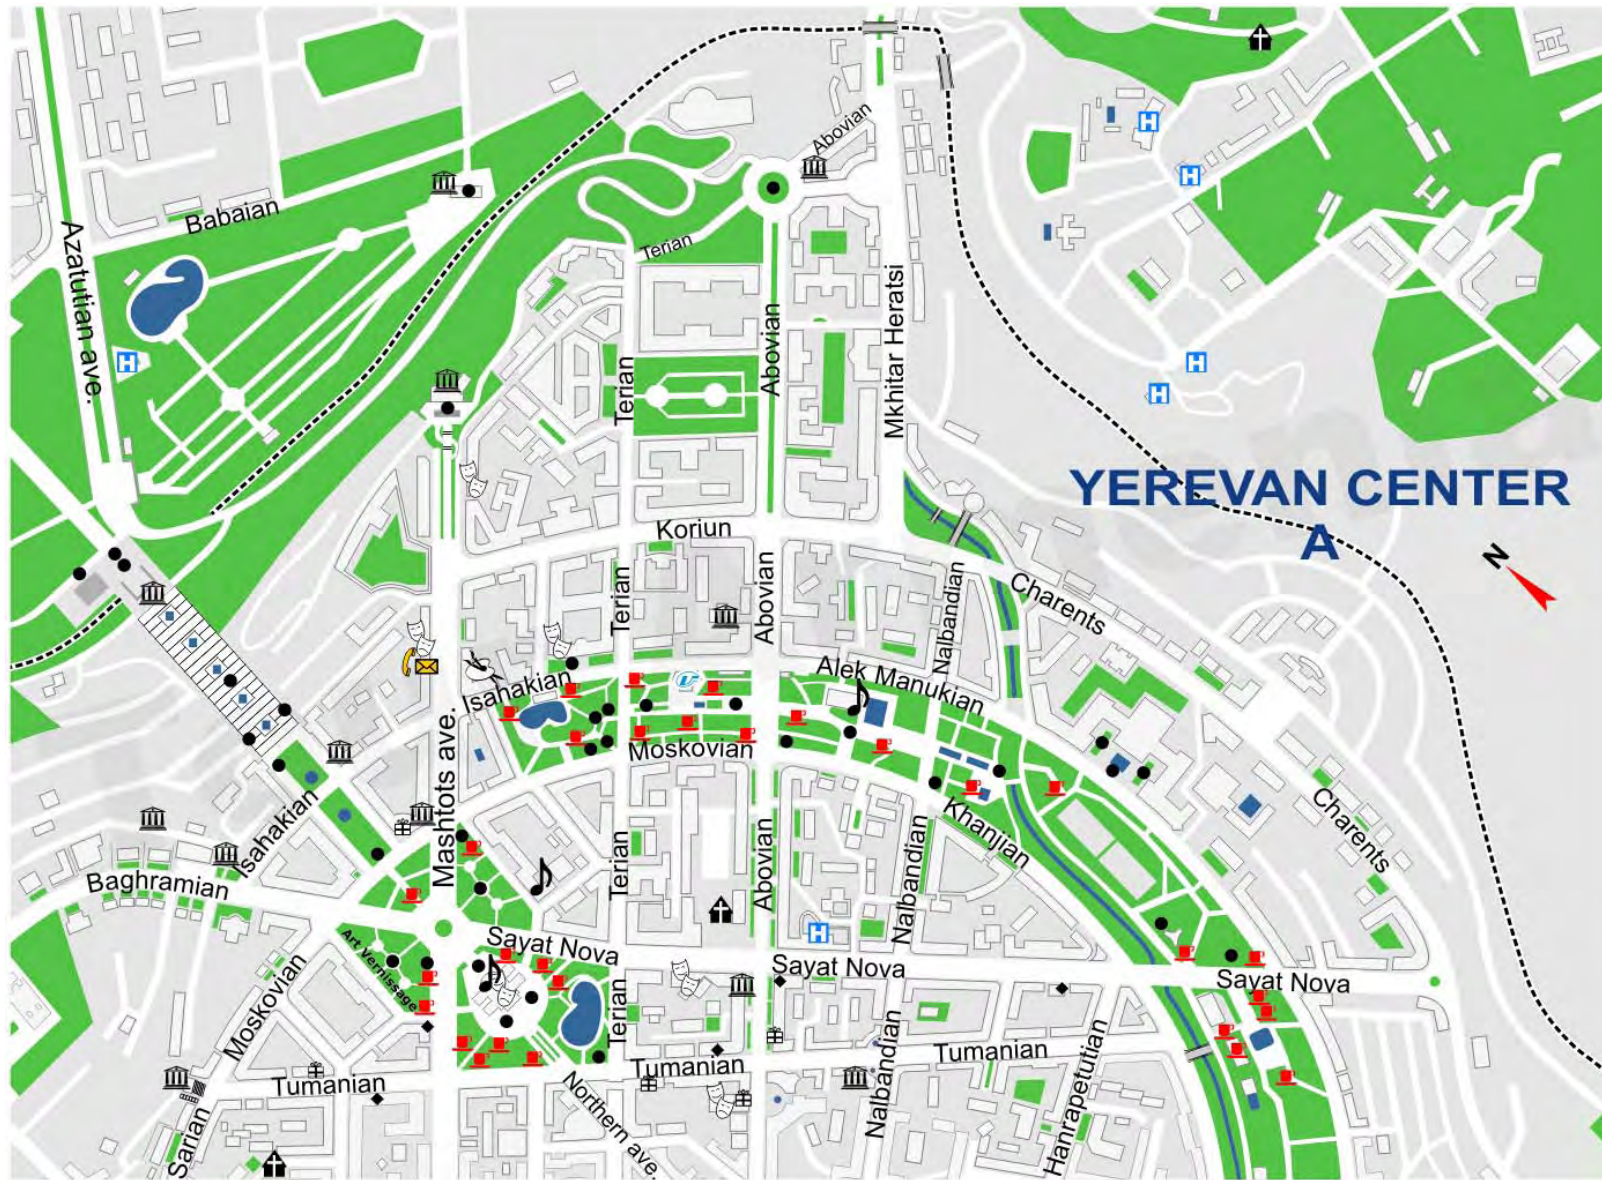 Abovian
Babaian
Terian
Azatutian ave.
Mkhitar Heratsi
Abovian
Terian
YEREVAN CENTER
A
N
Koriun
Charents
Terian
Abovian
Nalbandian
Isahakian
Alek Manukian
Mashtots ave.
Moskovian
Isahakian
Khanjian
Charents
Baghramian
Terian
Abovian
Nalbandian
Art Vernissage
Sayat Nova
Sayat Nova
Sayat Nova
Moskovian
Terian
Tumanian
Tumanian
Tumanian
Northern ave.
Nalbandian
Hanrapetutian
Sarian
H
H
H
H
H
H